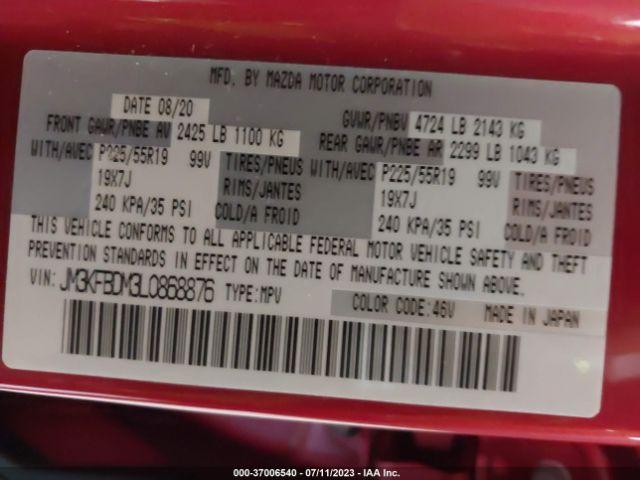 MFD. BY MAZDA MOTOR CORPORATION
DATE 08/20 GVWR/PNBV 4724 LB 2143 KG
FRONT GAWR/PNBE AV 2425 LB 1100 KG REAR GAWR/PNBE AR 2299 LB 1043 KG
WITH/AVEC P225/55R19 99V TIRES/PNEUS WITH/AVEC P225/55R19 99V TIRES/PNEUS
19X7J RIMS/JANTES 19X7J RIMS/JANTES
240 KPA/35 PSI COLD/A FROID 240 KPA/35 PSI COLD/A FROID
THIS VEHICLE CONFORMS TO ALL APPLICABLE FEDERAL MOTOR VEHICLE SAFETY AND THEFT
PREVENTION STANDARDS IN EFFECT ON THE DATE OF MANUFACTURE SHOWN ABOVE.
VIN: JM3KFBDM3L0868876 TYPE:MPV COLOR CODE:46V MADE IN JAPAN
000-37006540 - 07/11/2023 - IAA Inc.